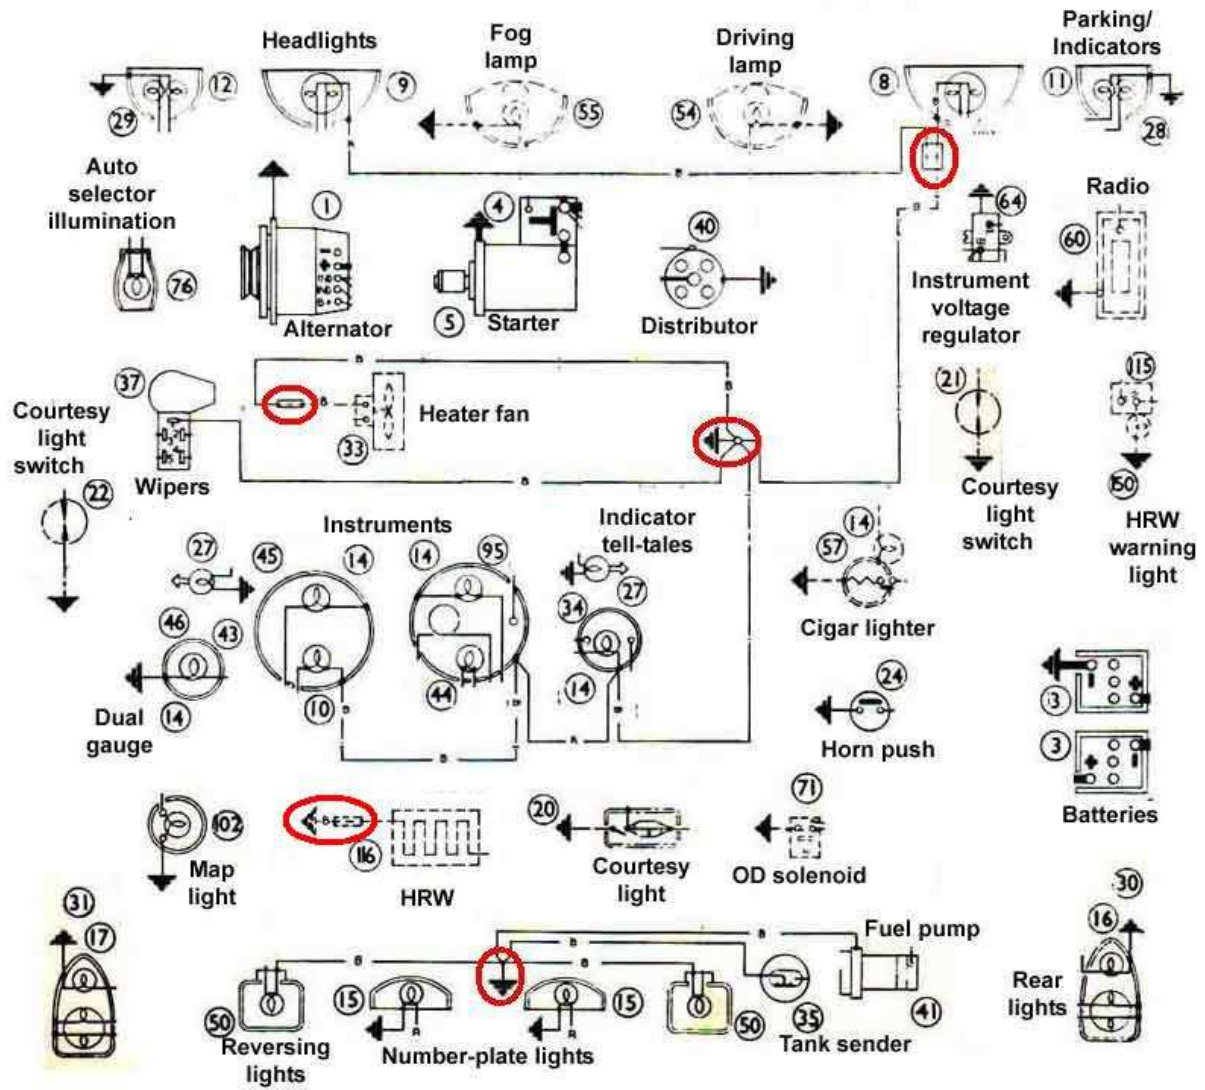 Headlights
Fog
lamp
Driving
lamp
Parking/
Indicators
12
9
55
54
8
11
29
28
Auto
selector
illumination
1
4
40
64
Radio
60
76
Alternator
5
Starter
Distributor
Instrument
voltage
regulator
B
B
B
B
37
Courtesy
light
switch
33
Heater fan
21
115
22
Wipers
B
B
Courtesy
light
switch
150
HRW
warning
light
Instruments
Indicator
tell-tales
27
45
14
14
95
27
34
57
14
46
43
Cigar lighter
14
10
44
14
24
3
Dual
gauge
B
B
Horn push
3
Batteries
102
Map
light
B
116
HRW
20
Courtesy
light
71
OD solenoid
31
17
Fuel pump
30
16
B
B
B
B
50
15
15
50
35
41
Rear
lights
Reversing
lights
Number-plate lights
Tank sender